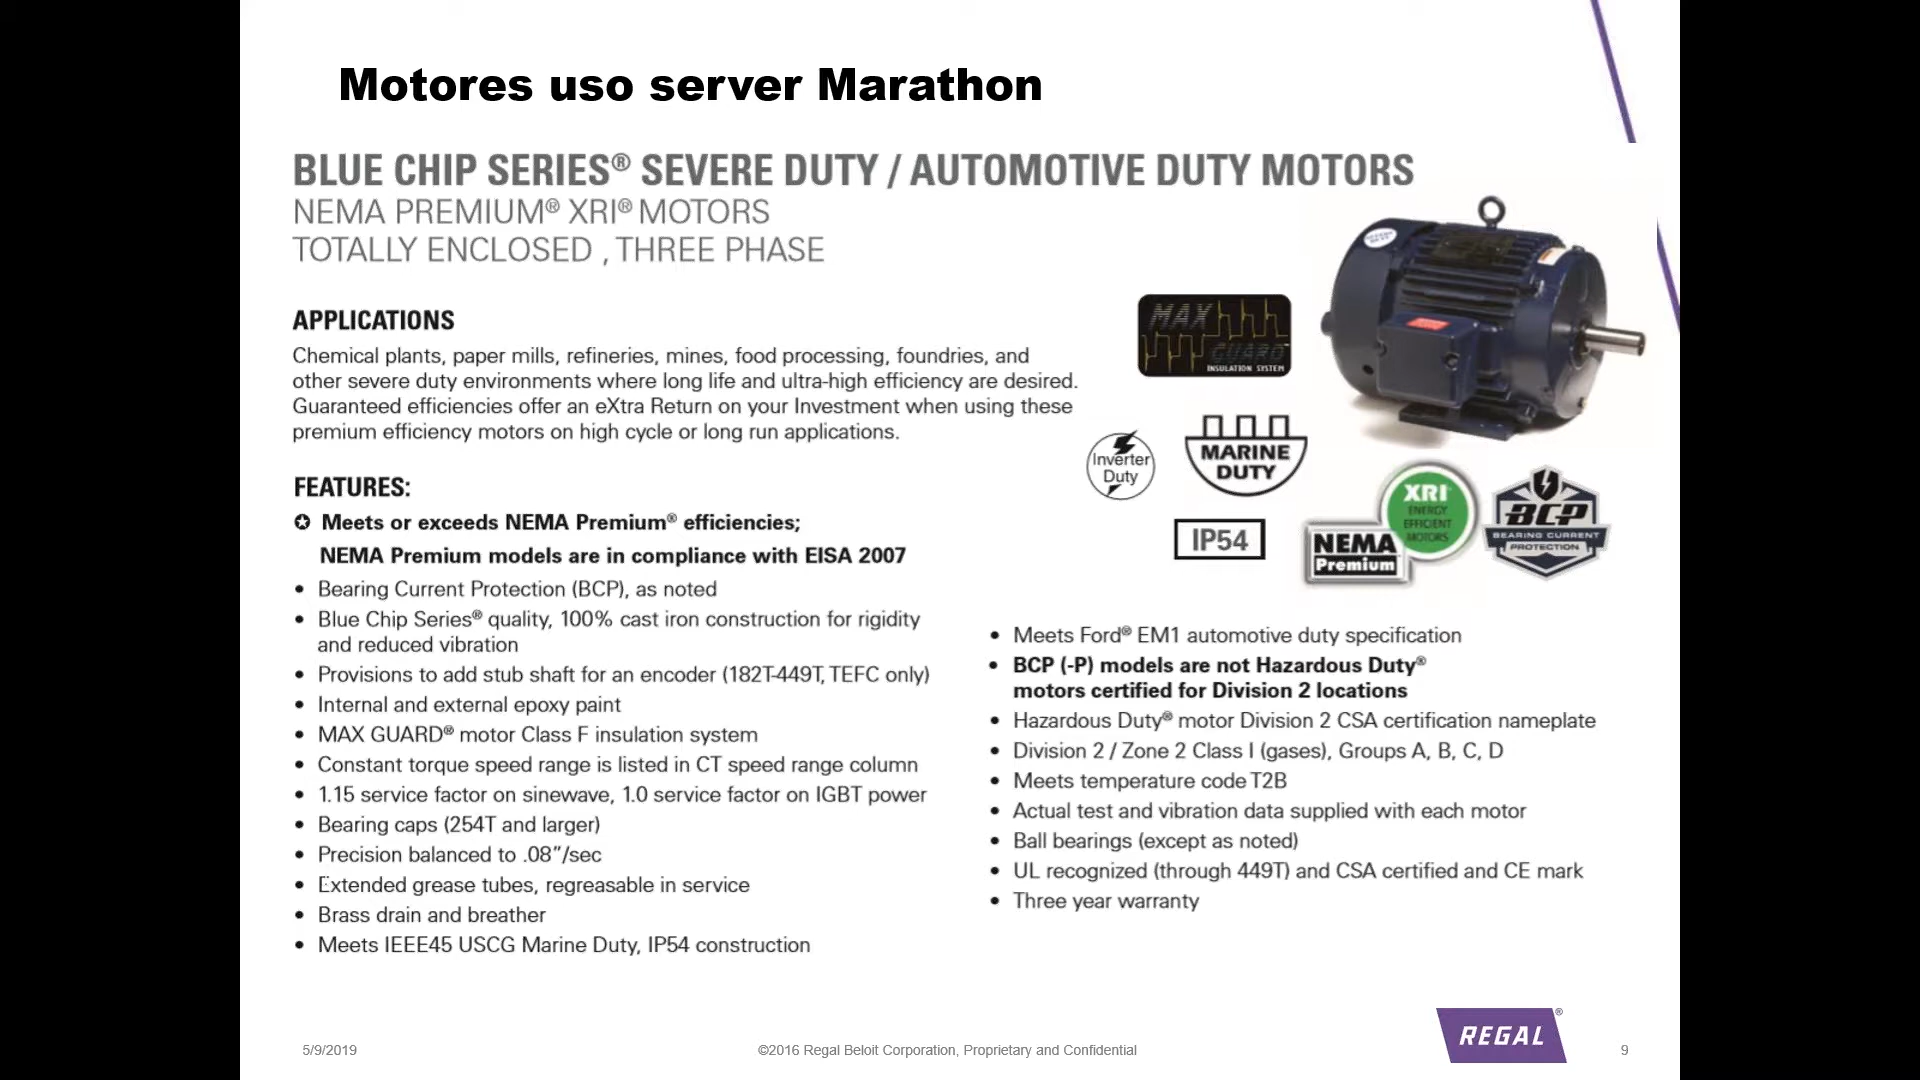 Motores uso server Marathon
BLUE CHIP SERIES® SEVERE DUTY / AUTOMOTIVE DUTY MOTORS
NEMA PREMIUM® XRI® MOTORS
TOTALLY ENCLOSED , THREE PHASE
APPLICATIONS
Chemical plants, paper mills, refineries, mines, food processing, foundries, and
other severe duty environments where long life and ultra-high efficiency are desired.
Guaranteed efficiencies offer an eXtra Return on your Investment when using these
premium efficiency motors on high cycle or long run applications.
MAX
GUARD™
INSULATION SYSTEM
Inverter
Duty
MARINE
DUTY
IP54
XRI
ENERGY
EFFICIENT
MOTORS
NEMA
Premium
BCP
BEARING CURRENT
PROTECTION
FEATURES:
✪ Meets or exceeds NEMA Premium® efficiencies;
NEMA Premium models are in compliance with EISA 2007
• Bearing Current Protection (BCP), as noted
• Blue Chip Series® quality, 100% cast iron construction for rigidity
and reduced vibration
• Provisions to add stub shaft for an encoder (182T-449T, TEFC only)
• Internal and external epoxy paint
• MAX GUARD® motor Class F insulation system
• Constant torque speed range is listed in CT speed range column
• 1.15 service factor on sinewave, 1.0 service factor on IGBT power
• Bearing caps (254T and larger)
• Precision balanced to .08”/sec
• Extended grease tubes, regreasable in service
• Brass drain and breather
• Meets IEEE45 USCG Marine Duty, IP54 construction
• Meets Ford® EM1 automotive duty specification
• BCP (-P) models are not Hazardous Duty®
motors certified for Division 2 locations
• Hazardous Duty® motor Division 2 CSA certification nameplate
• Division 2 / Zone 2 Class I (gases), Groups A, B, C, D
• Meets temperature code T2B
• Actual test and vibration data supplied with each motor
• Ball bearings (except as noted)
• UL recognized (through 449T) and CSA certified and CE mark
• Three year warranty
5/9/2019
©2016 Regal Beloit Corporation, Proprietary and Confidential
REGAL®
9